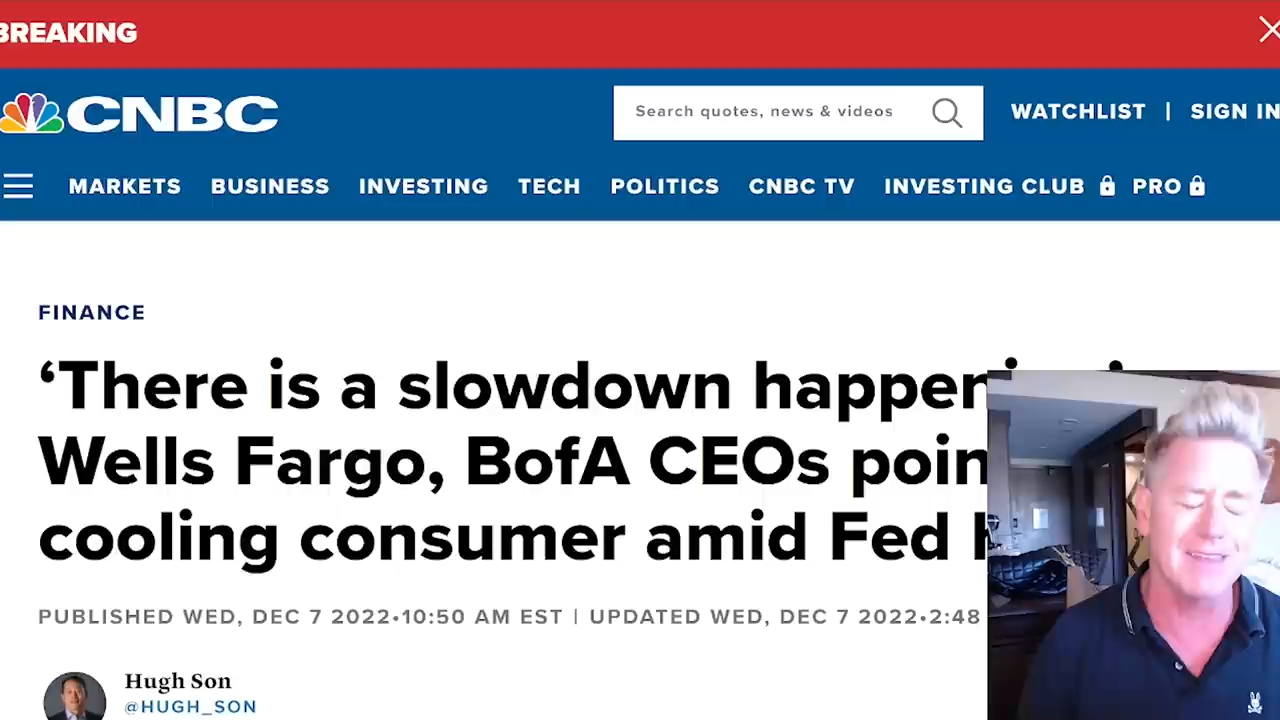 BREAKING
CNBC
Search quotes, news & videos
WATCHLIST | SIGN IN
MARKETS BUSINESS INVESTING TECH POLITICS CNBC TV INVESTING CLUB PRO
FINANCE
‘There is a slowdown
Wells Fargo, BofA CEOs
cooling consumer amid Fed
PUBLISHED WED, DEC 7 2022•10:50 AM EST | UPDATED WED, DEC 7 2022•2:48
Hugh Son
@HUGH_SON